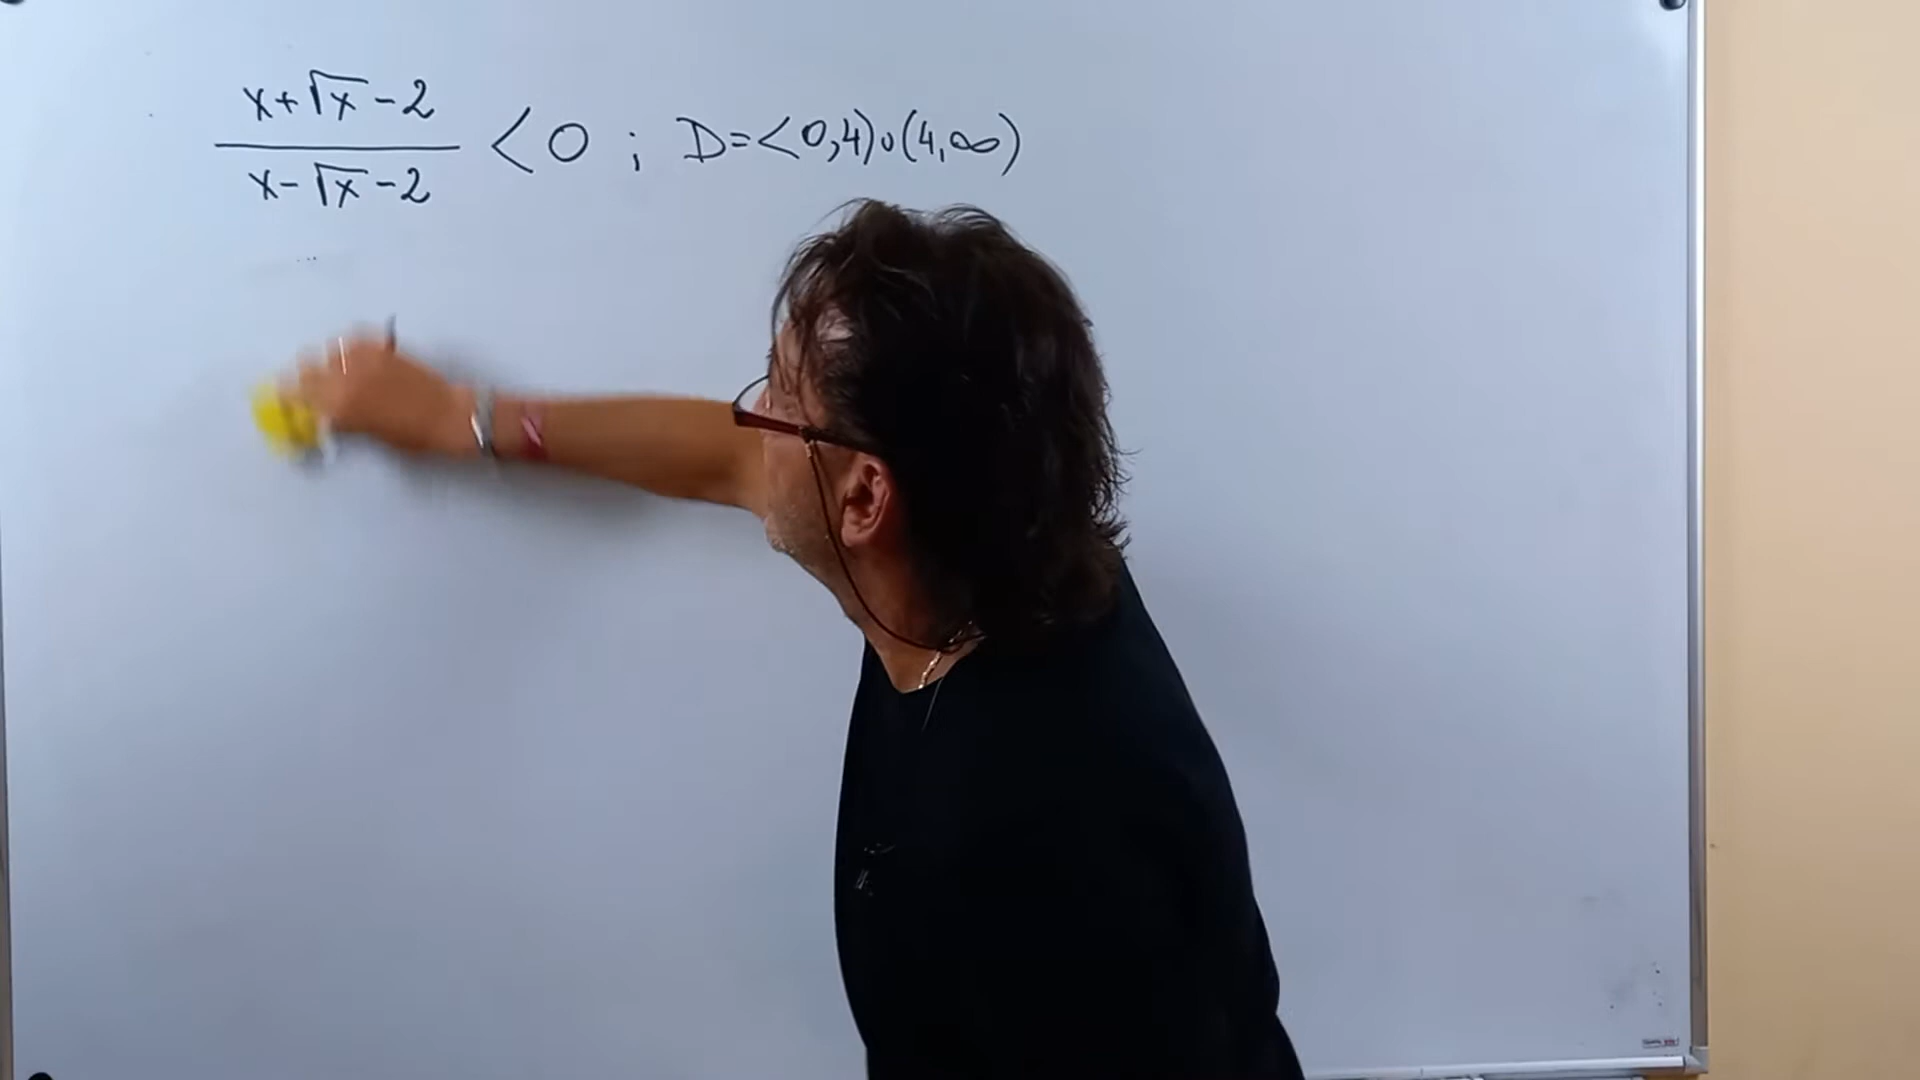 x+√x-2 / x-√x-2 < 0 ; D=<0,4)∪(4,∞)